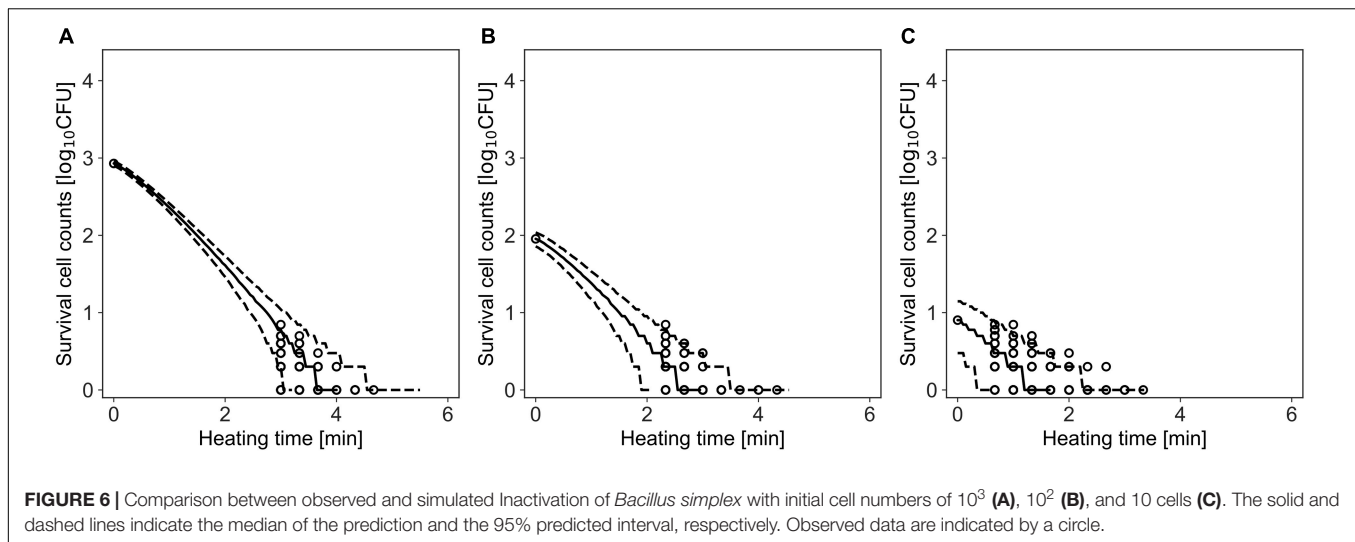 A
B
C
Survival cell counts [log₁₀CFU]
4
3
2
1
0
0
2
4
6
Heating time [min]
Survival cell counts [log₁₀CFU]
4
3
2
1
0
0
2
4
6
Heating time [min]
Survival cell counts [log₁₀CFU]
4
3
2
1
0
0
2
4
6
Heating time [min]
FIGURE 6 | Comparison between observed and simulated Inactivation of Bacillus simplex with initial cell numbers of 10³ (A), 10² (B), and 10 cells (C). The solid and
dashed lines indicate the median of the prediction and the 95% predicted interval, respectively. Observed data are indicated by a circle.